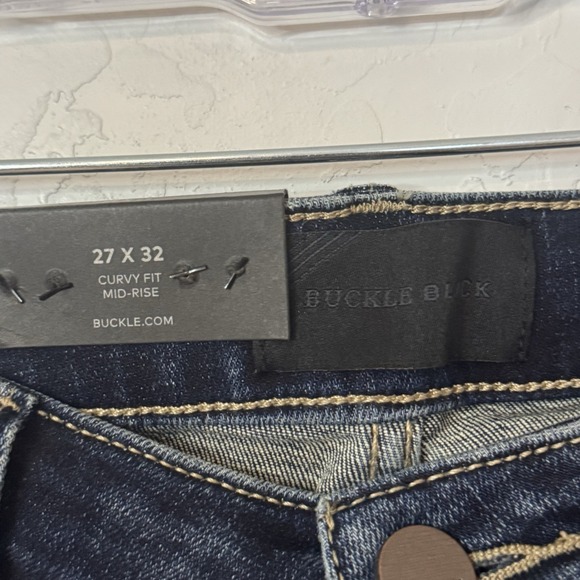 27 X 32
CURVY FIT
MID-RISE
BUCKLE.COM
BUCKLE BLACK